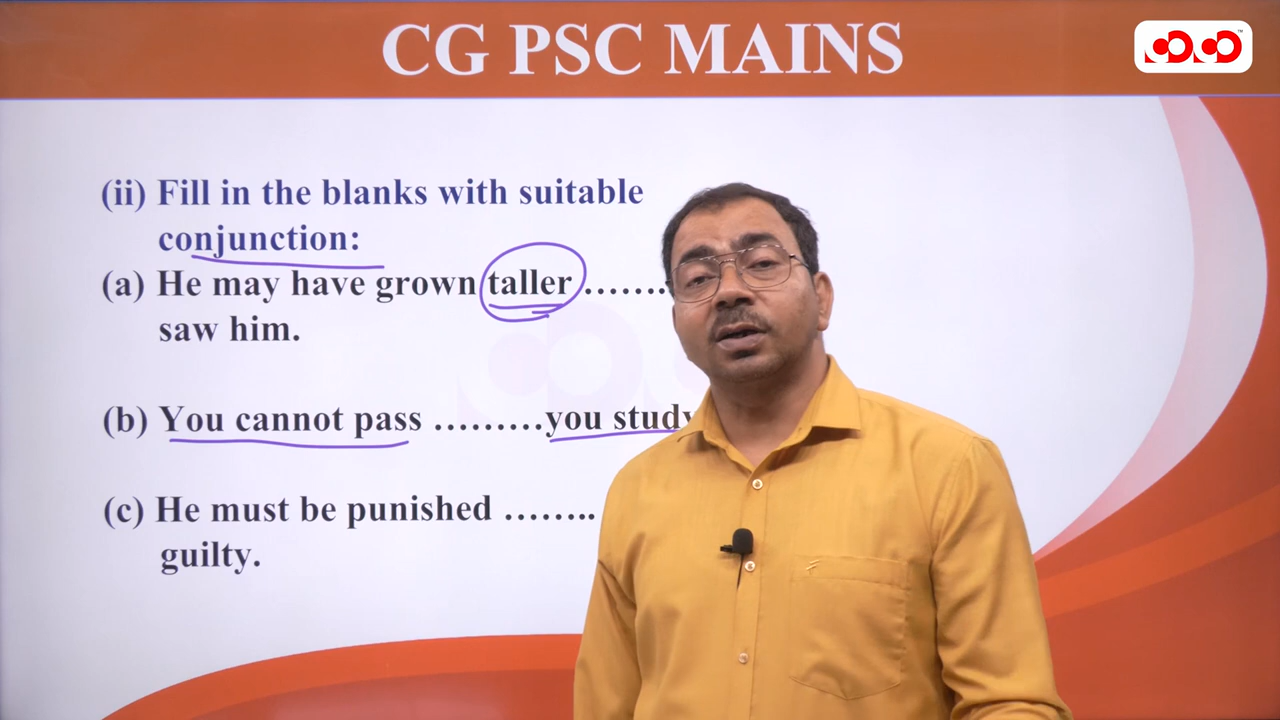 CG PSC MAINS
(ii) Fill in the blanks with suitable
conjunction:
(a) He may have grown taller …….
saw him.
(b) You cannot pass ………you study
(c) He must be punished ……..
guilty.